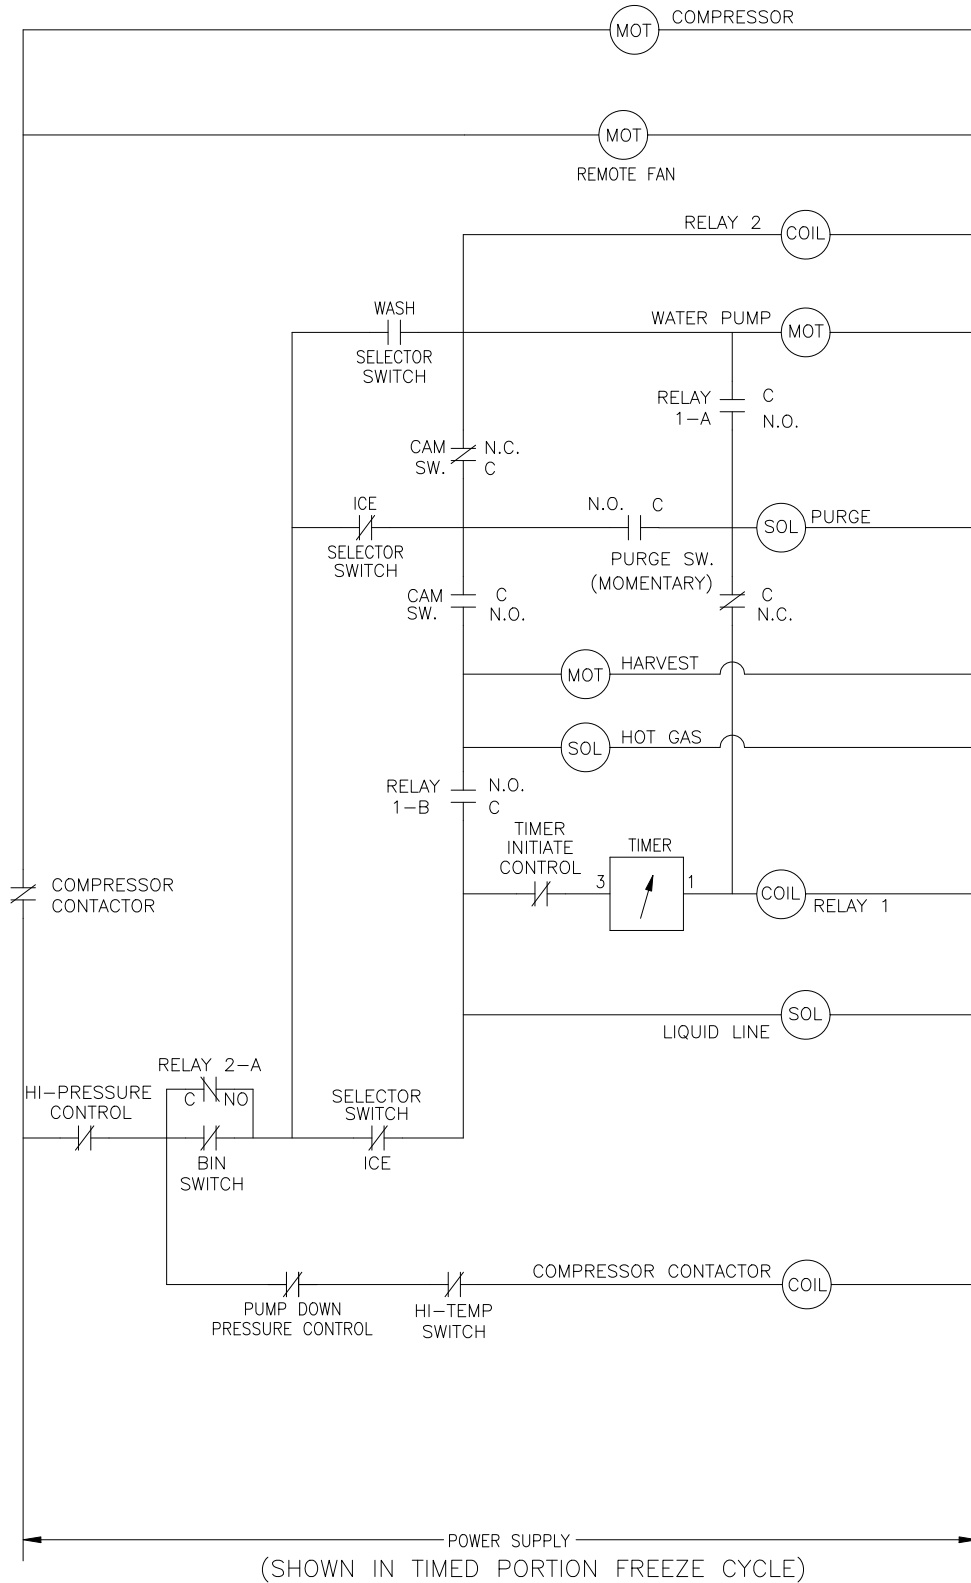 COMPRESSOR
MOT
MOT
REMOTE FAN
RELAY 2
COIL
WASH
SELECTOR
SWITCH
WATER PUMP
MOT
RELAY
1-A
C
N.O.
CAM
SW.
N.C.
C
ICE
SELECTOR
SWITCH
N.O.
C
PURGE SW.
(MOMENTARY)
SOL
PURGE
CAM
SW.
C
N.O.
C
N.C.
MOT
HARVEST
SOL
HOT GAS
RELAY
1-B
N.O.
C
TIMER
INITIATE
CONTROL
TIMER
3
1
COIL
RELAY 1
COMPRESSOR
CONTACTOR
SOL
LIQUID LINE
RELAY 2-A
C
NO
HI-PRESSURE
CONTROL
BIN
SWITCH
SELECTOR
SWITCH
ICE
COMPRESSOR CONTACTOR
COIL
PUMP DOWN
PRESSURE CONTROL
HI-TEMP
SWITCH
POWER SUPPLY
(SHOWN IN TIMED PORTION FREEZE CYCLE)